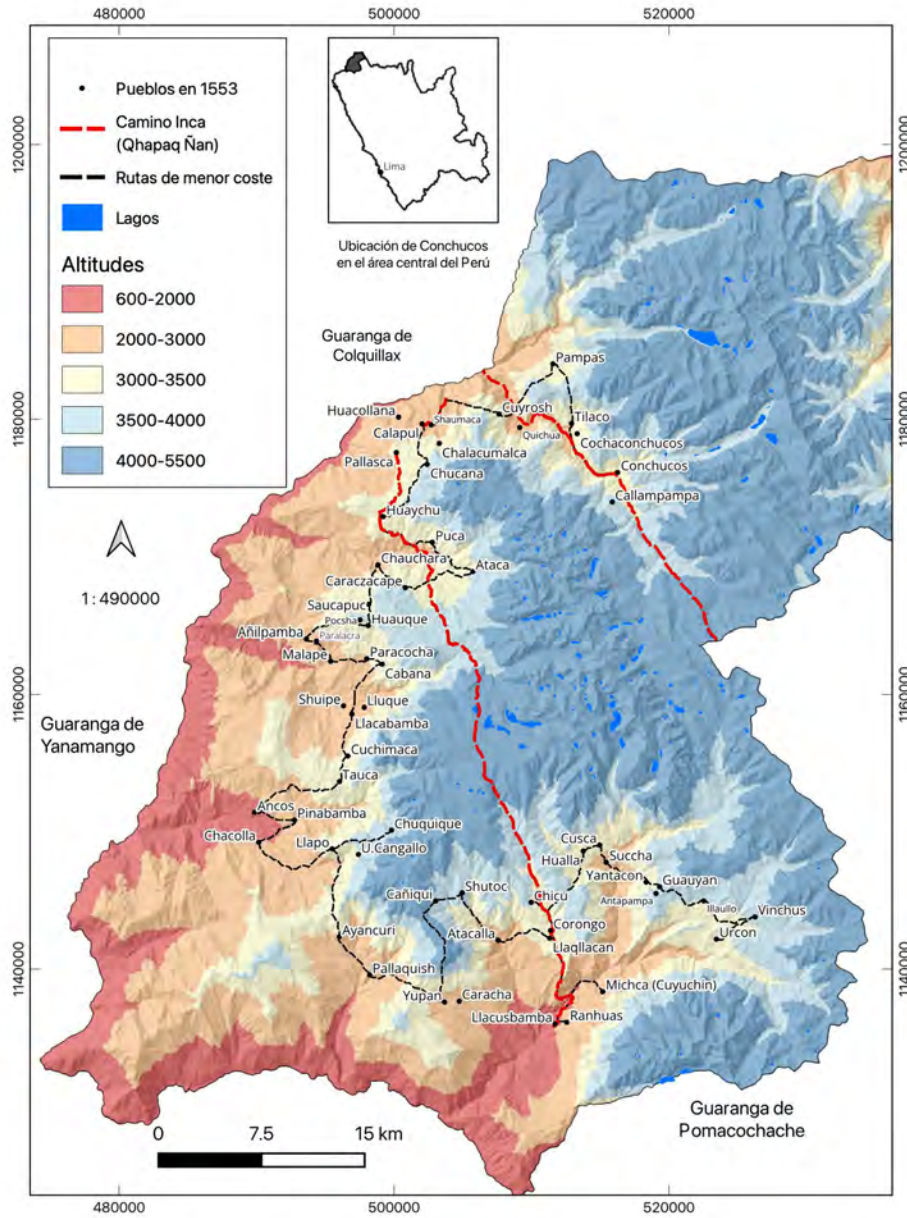 480000
500000
520000
Pueblos en 1553
Camino Inca
(Qhapaq Ñan)
Rutas de menor coste
Lagos
Altitudes
600-2000
2000-3000
3000-3500
3500-4000
4000-5500
Lima
Ubicación de Conchucos
en el área central del Perú
1200000
1200000
Guaranga de
Colquillax
Pampas
Huacollana
Cuyrosh
Tilaco
1180000
1180000
Calapul
Shaumaca
Quichua
Cochaconchucos
Chalacumalca
Pallasca
Chucana
Conchucos
Callampampa
Huaychu
Puca
Chauchara
Ataca
Caraczacape
1:490000
Saucapuc
Pocsha
Huauque
Añilpamba
Paralacra
Malape
Paracocha
Cabana
1160000
1160000
Shuipe
Lluque
Guaranga de
Yanamango
Llacabamba
Cuchimaca
Tauca
Ancos
Pinabamba
Chacolla
Chuquique
Llapo
U.Cangallo
Cusca
Hualla
Succha
Yantacon
Guauyan
Antapampa
Illaullo
Vinchus
Urcon
Cañiqui
Shutoc
Chicu
Corongo
Atacalla
Llaqllacan
Ayancuri
Pallaquish
1140000
1140000
Yupan
Caracha
Michca (Cuyuchin)
Llacusbamba
Ranhuas
Guaranga de
Pomacochache
0
7.5
15 km
480000
500000
520000